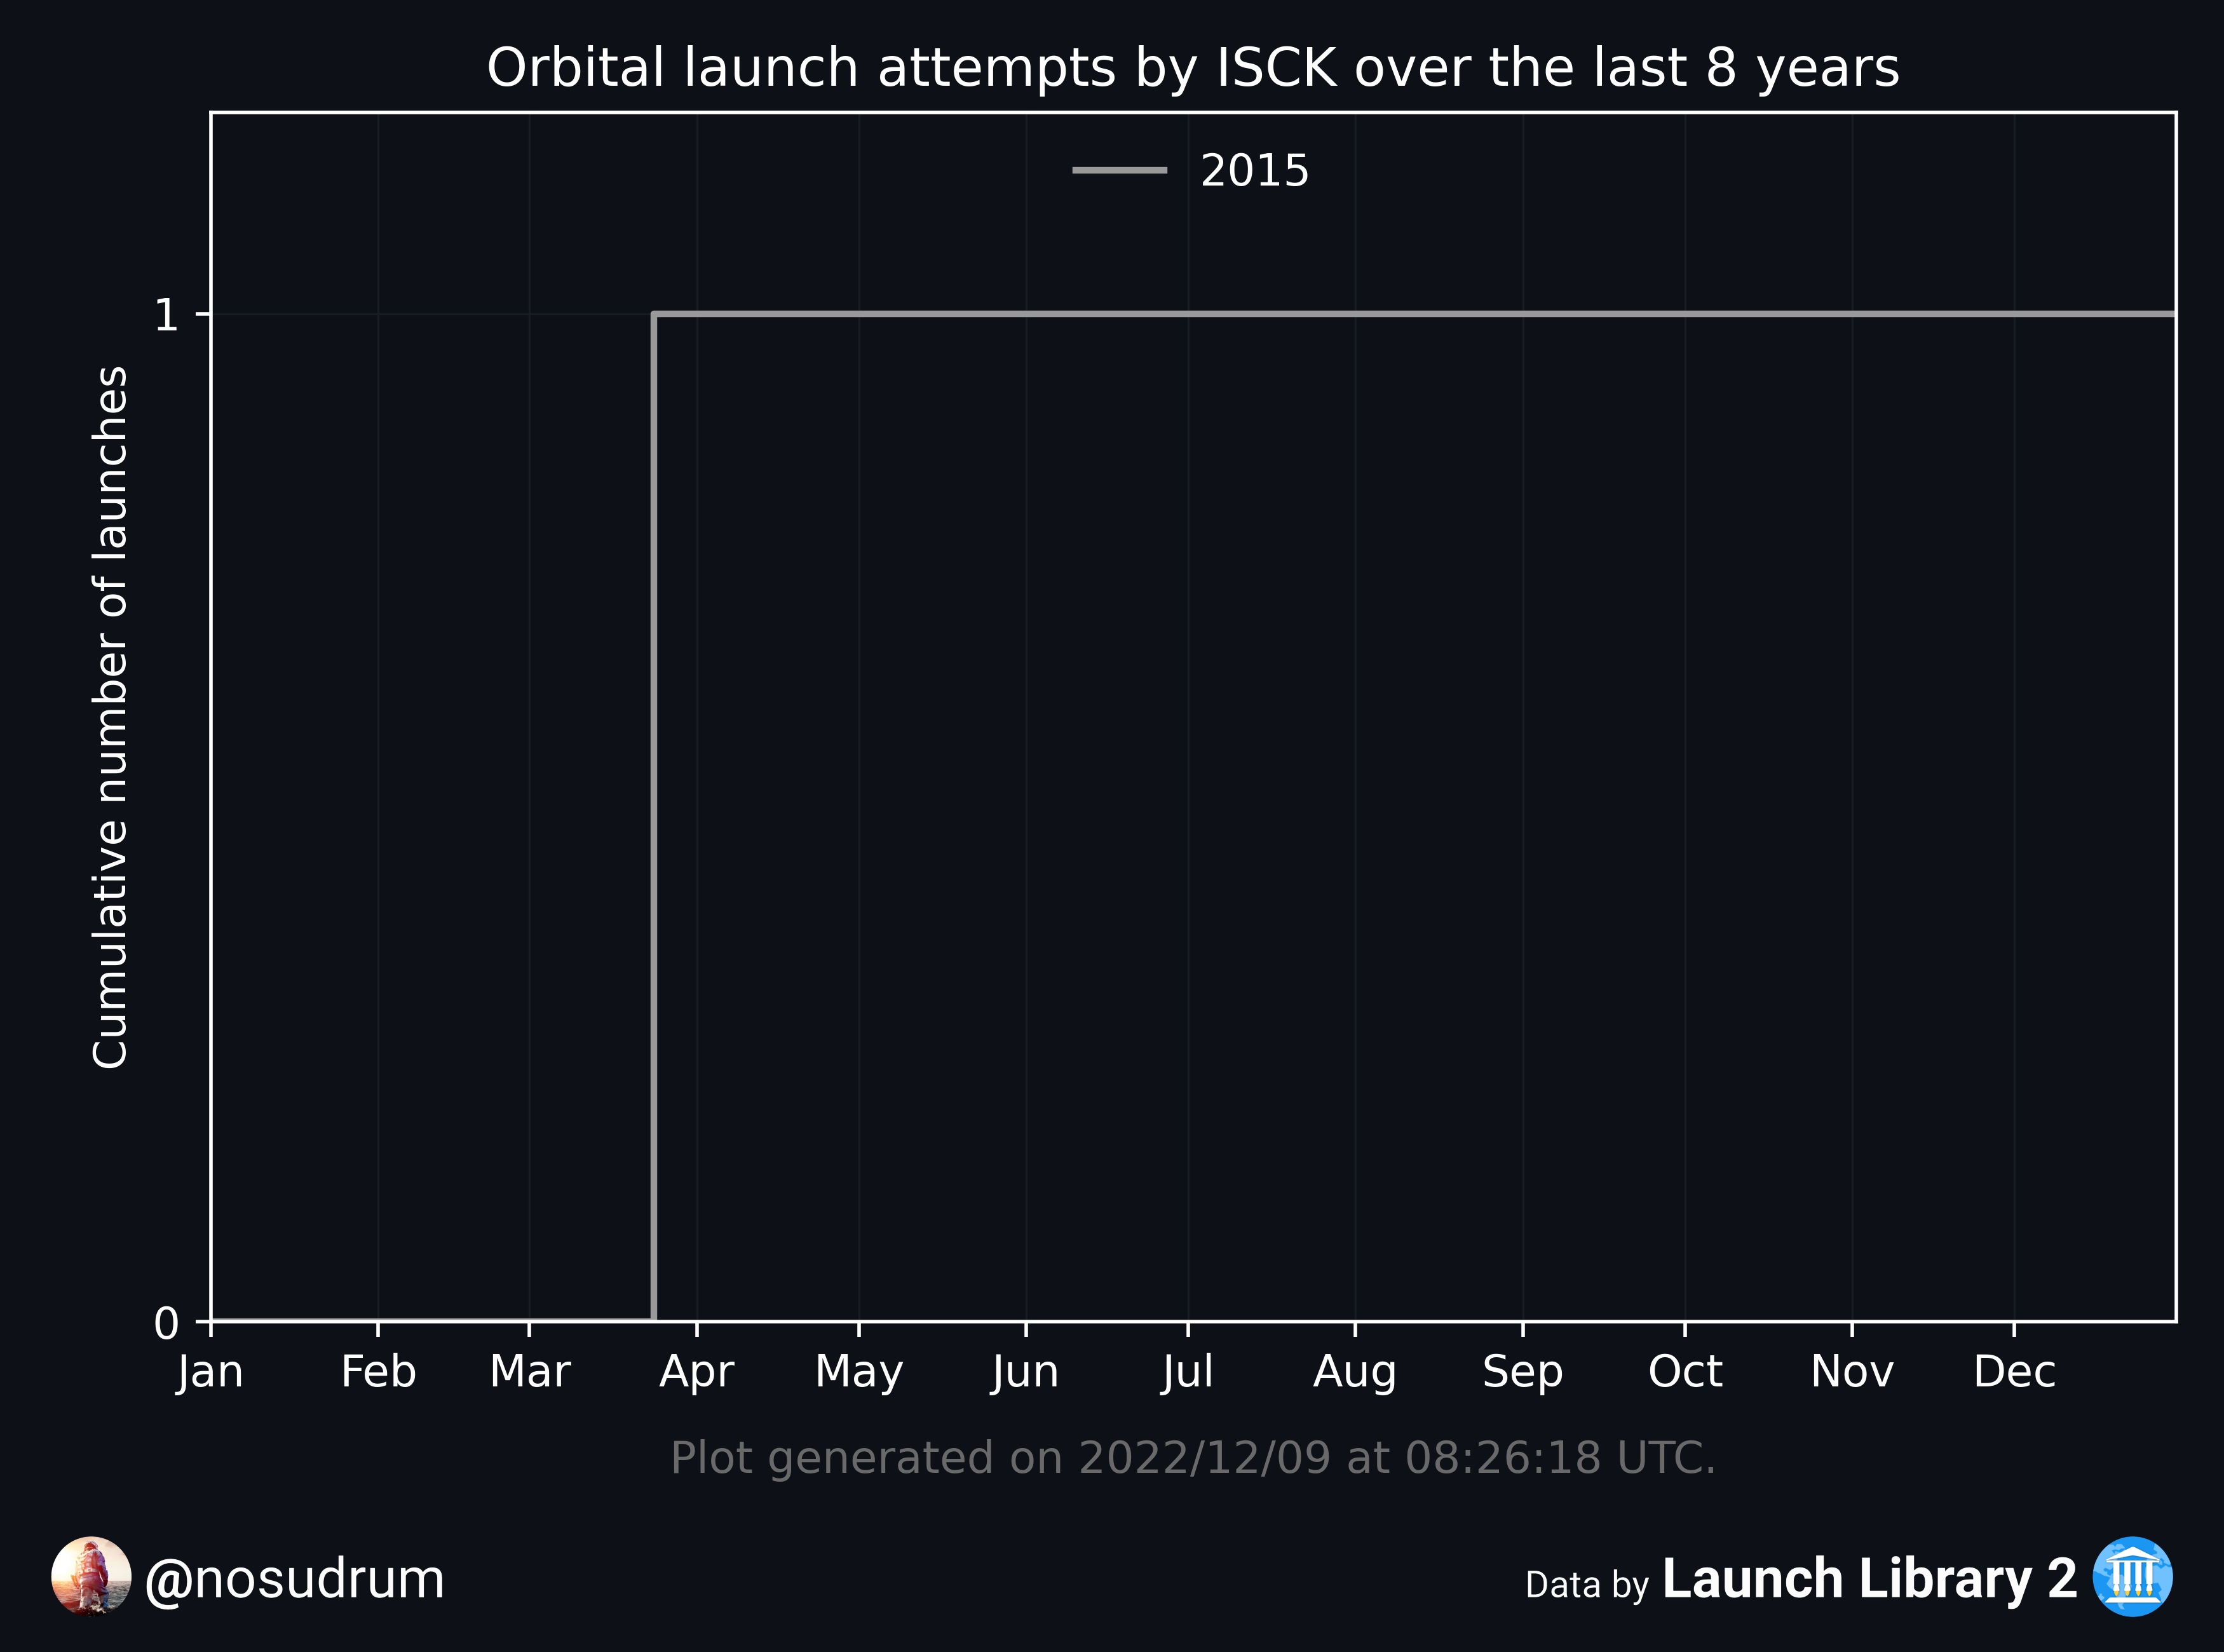 Orbital launch attempts by ISCK over the last 8 years
2015
Cumulative number of launches
1
0
Jan Feb Mar Apr May Jun Jul Aug Sep Oct Nov Dec
Plot generated on 2022/12/09 at 08:26:18 UTC.
@nosudrum
Data by Launch Library 2